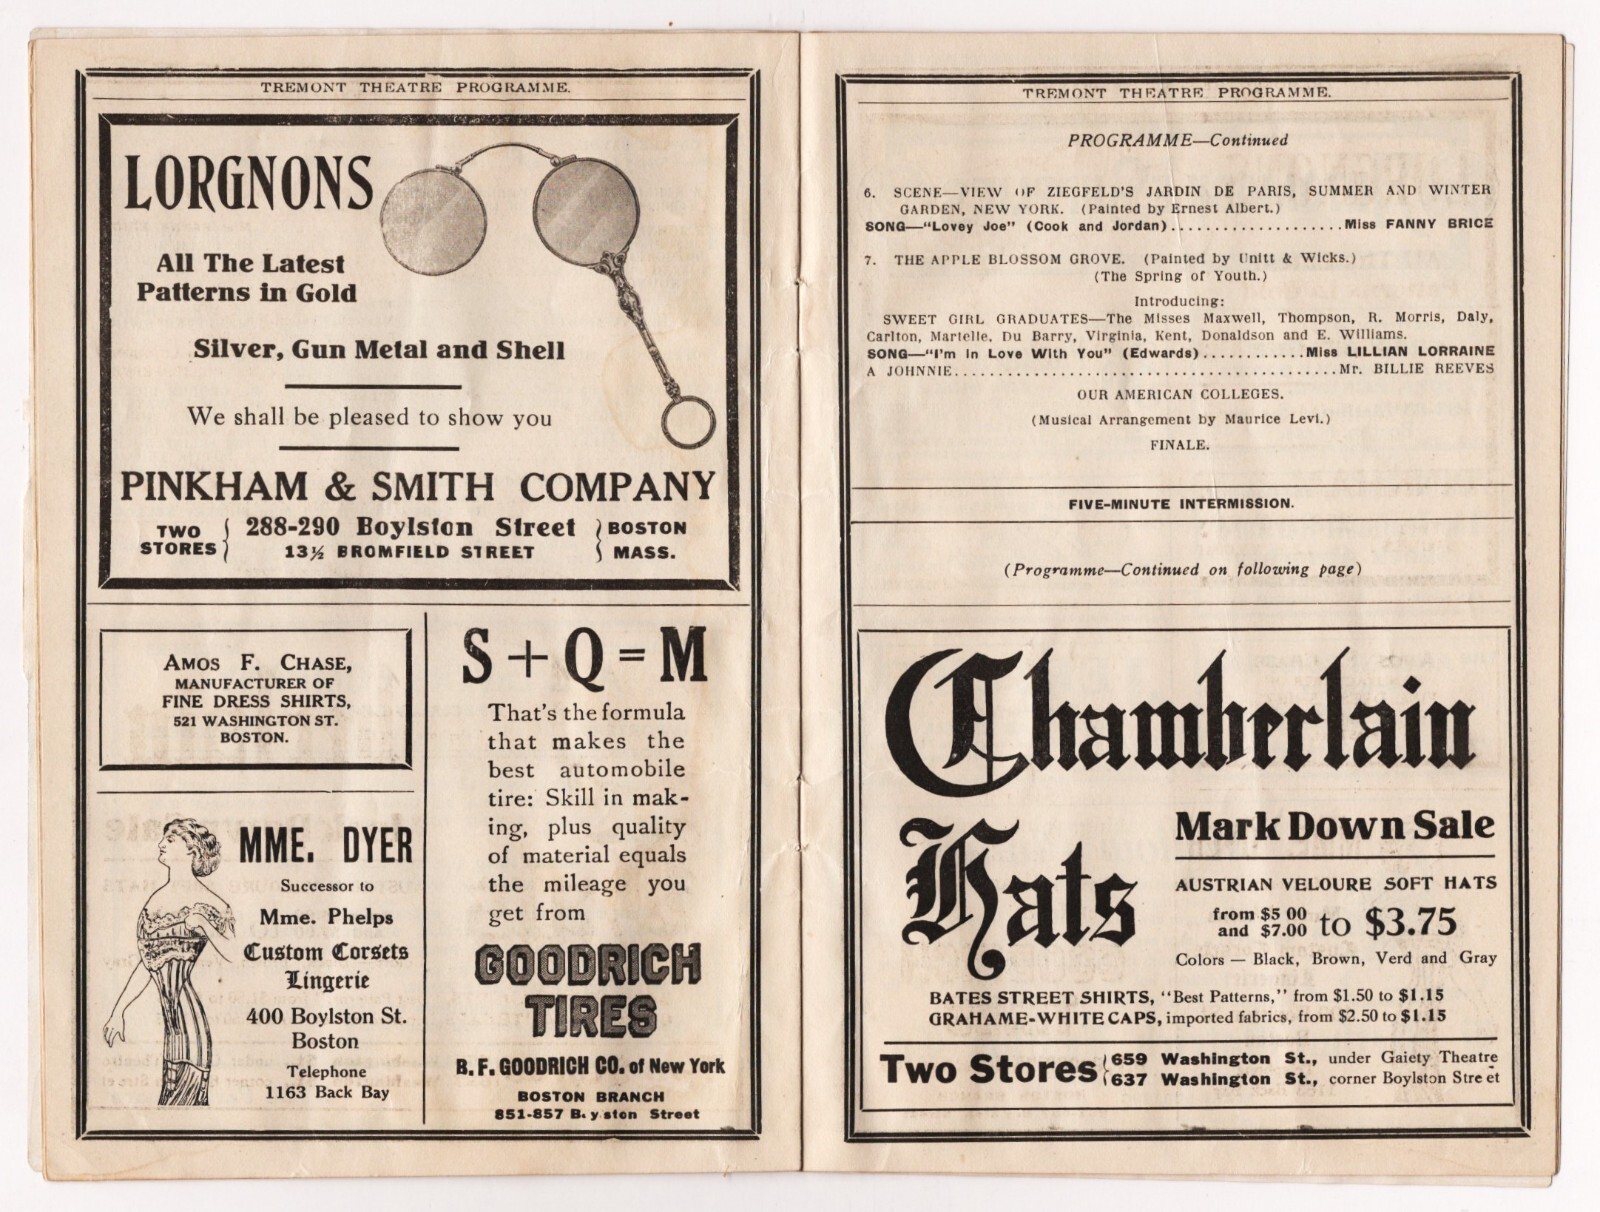 TREMONT THEATRE PROGRAMME.
LORGNONS
All The Latest
Patterns in Gold
Silver, Gun Metal and Shell
We shall be pleased to show you
PINKHAM & SMITH COMPANY
TWO STORES { 288-290 Boylston Street } BOSTON
13½ BROMFIELD STREET MASS.
AMOS F. CHASE,
MANUFACTURER OF
FINE DRESS SHIRTS,
521 WASHINGTON ST.
BOSTON.
MME. DYER
Successor to
Mme. Phelps
Custom Corsets
Lingerie
400 Boylston St.
Boston
Telephone
1163 Back Bay
S + Q = M
That's the formula
that makes the
best automobile
tire: Skill in mak-
ing, plus quality
of material equals
the mileage you
get from
GOODRICH
TIRES
B. F. GOODRICH CO. of New York
BOSTON BRANCH
851-857 B. y ston Street
TREMONT THEATRE PROGRAMME.
PROGRAMME—Continued
6. SCENE—VIEW OF ZIEGFELD'S JARDIN DE PARIS, SUMMER AND WINTER
GARDEN, NEW YORK. (Painted by Ernest Albert.)
SONG—"Lovey Joe" (Cook and Jordan)....................Miss FANNY BRICE
7. THE APPLE BLOSSOM GROVE. (Painted by Unitt & Wicks.)
(The Spring of Youth.)
Introducing:
SWEET GIRL GRADUATES—The Misses Maxwell, Thompson, R. Morris, Daly,
Carlton, Martelle, Du Barry, Virginia, Kent, Donaldson and E. Williams.
SONG—"I'm In Love With You" (Edwards)............Miss LILLIAN LORRAINE
A JOHNNIE............................................Mr. BILLIE REEVES
OUR AMERICAN COLLEGES.
(Musical Arrangement by Maurice Levi.)
FINALE.
FIVE-MINUTE INTERMISSION.
(Programme—Continued on following page)
Chamberlain
Hats
Mark Down Sale
AUSTRIAN VELOURE SOFT HATS
from $5 00
and $7.00 to $3.75
Colors — Black, Brown, Verd and Gray
BATES STREET SHIRTS, "Best Patterns," from $1.50 to $1.15
GRAHAME-WHITE CAPS, imported fabrics, from $2.50 to $1.15
Two Stores { 659 Washington St., under Gaiety Theatre
637 Washington St., corner Boylston Stre et